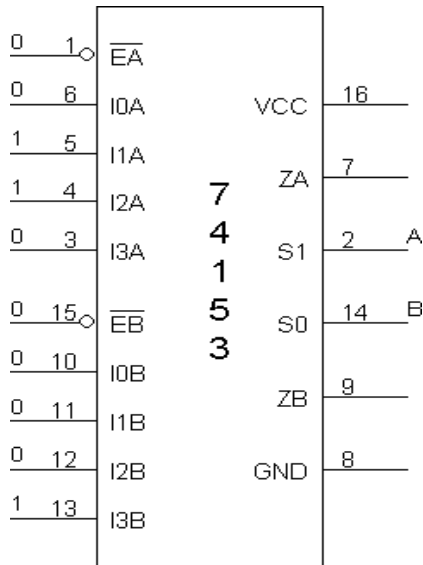 0 1 EA
0 6 I0A VCC 16
1 5 I1A
ZA 7
1 4 I2A
0 3 I3A S1 2 A
7
4
1
5
3
0 15 EB S0 14 B
0 10 I0B
ZB 9
0 11 I1B
0 12 I2B GND 8
1 13 I3B